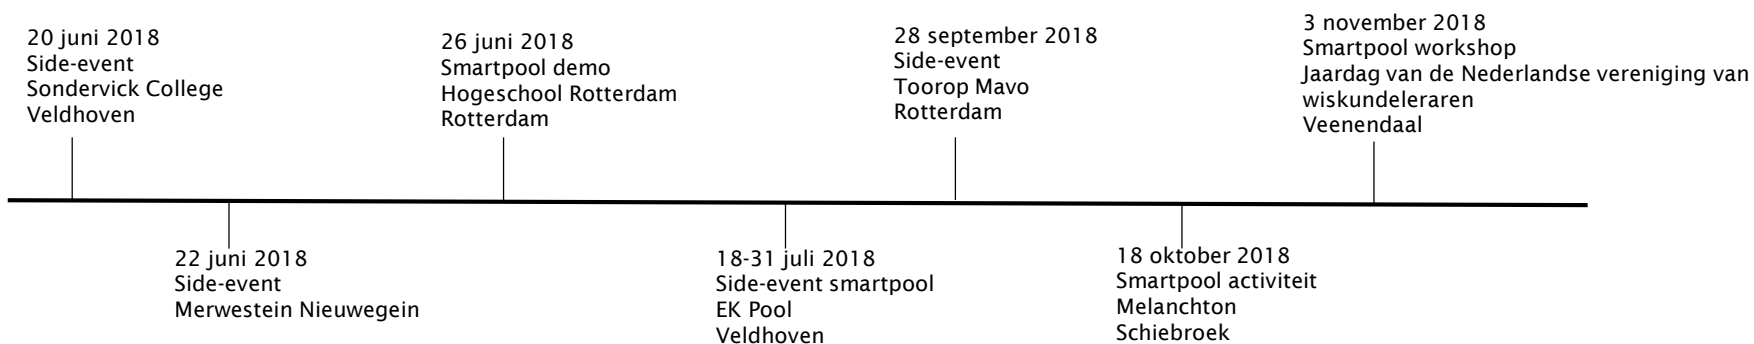 20 juni 2018
Side-event
Sondervick College
Veldhoven
22 juni 2018
Side-event
Merwestein Nieuwegein
26 juni 2018
Smartpool demo
Hogeschool Rotterdam
Rotterdam
18-31 juli 2018
Side-event smartpool
EK Pool
Veldhoven
28 september 2018
Side-event
Toorop Mavo
Rotterdam
18 oktober 2018
Smartpool activiteit
Melanchton
Schiebroek
3 november 2018
Smartpool workshop
Jaardag van de Nederlandse vereniging van
wiskundeleraren
Veenendaal